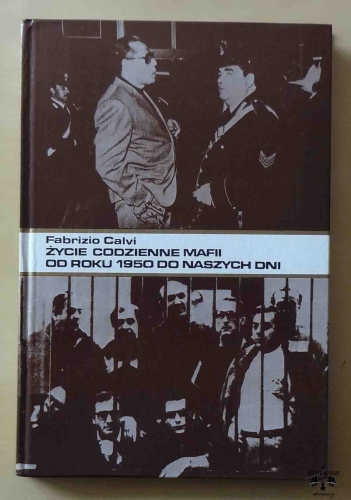 Fabrizio Calvi
ŻYCIE CODZIENNE MAFII
OD ROKU 1950 DO NASZYCH DNI